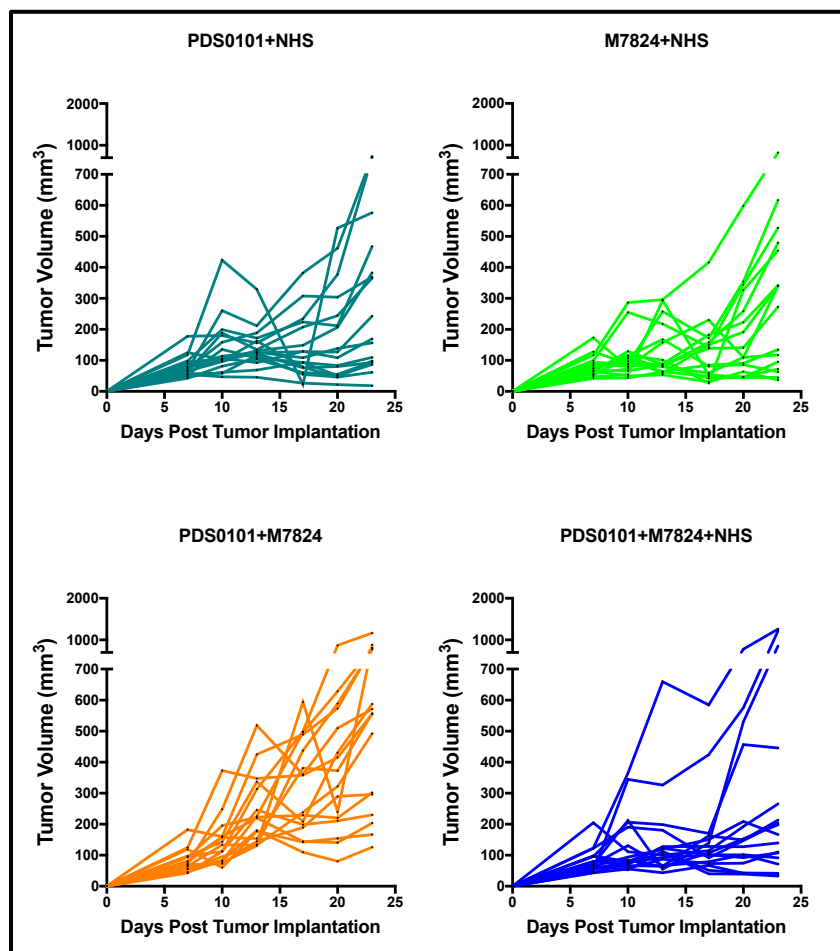 PDS0101+NHS
Tumor Volume (mm³)
2000
1000
700
600
500
400
300
200
100
0
0 5 10 15 20 25
Days Post Tumor Implantation
M7824+NHS
Tumor Volume (mm³)
2000
1000
700
600
500
400
300
200
100
0
0 5 10 15 20 25
Days Post Tumor Implantation
PDS0101+M7824
Tumor Volume (mm³)
2000
1000
700
600
500
400
300
200
100
0
0 5 10 15 20 25
Days Post Tumor Implantation
PDS0101+M7824+NHS
Tumor Volume (mm³)
2000
1000
700
600
500
400
300
200
100
0
0 5 10 15 20 25
Days Post Tumor Implantation